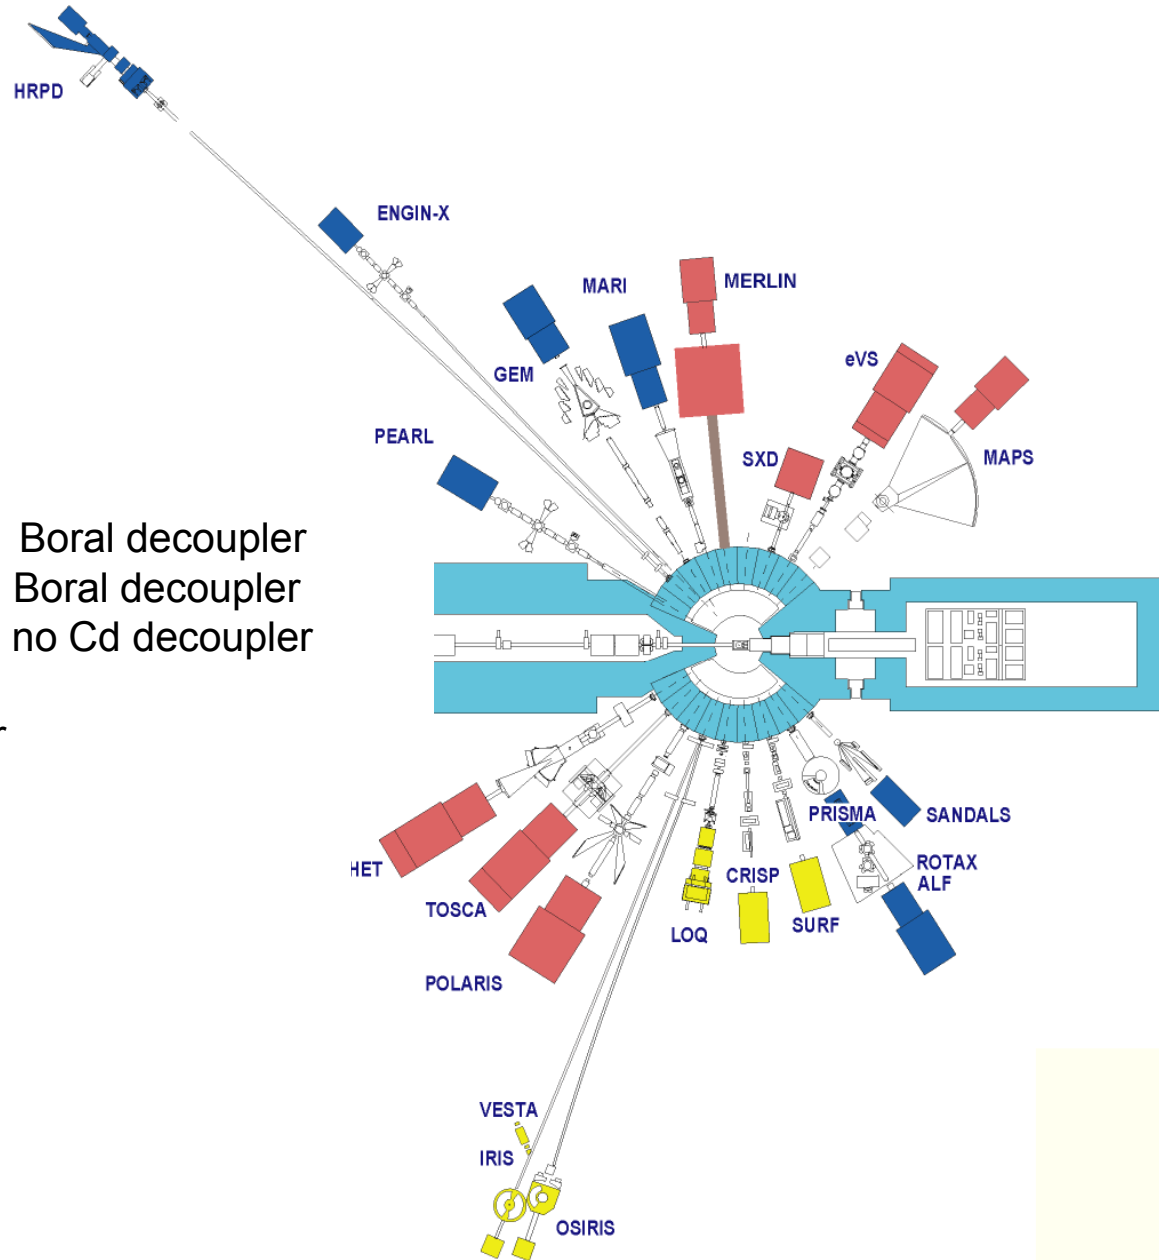 HRPD
ENGIN-X
MARI
MERLIN
eVS
GEM
PEARL
SXD
MAPS
Boral decoupler
Boral decoupler
no Cd decoupler
r
PRISMA
SANDALS
HET
CRISP
ROTAX
ALF
TOSCA
SURF
LOQ
POLARIS
VESTA
IRIS
OSIRIS